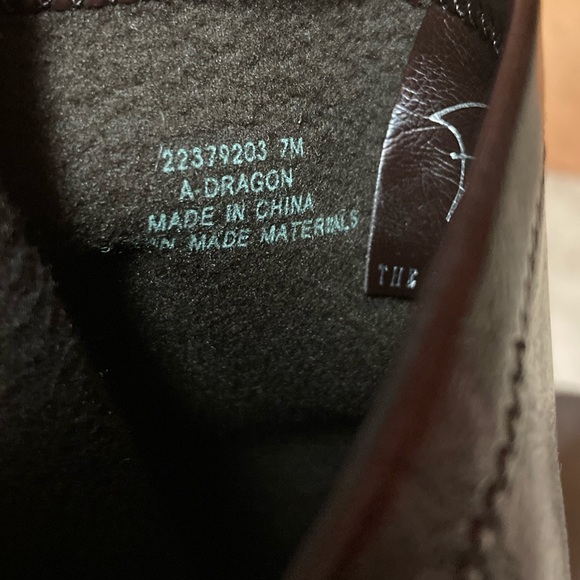 /22379203 7M
A.DRAGON
MADE IN CHINA
MADE MATERIALS
THE